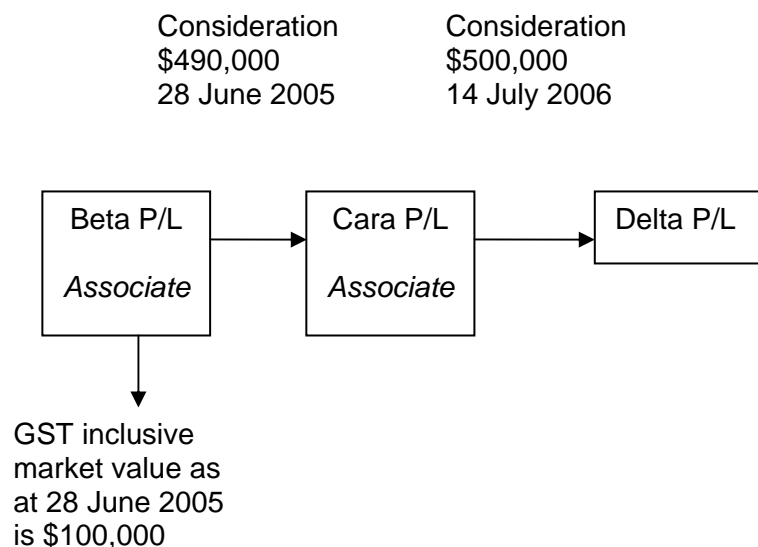 Consideration
$490,000
28 June 2005
Consideration
$500,000
14 July 2006
Beta P/L
Associate
Cara P/L
Associate
Delta P/L
GST inclusive
market value as
at 28 June 2005
is $100,000